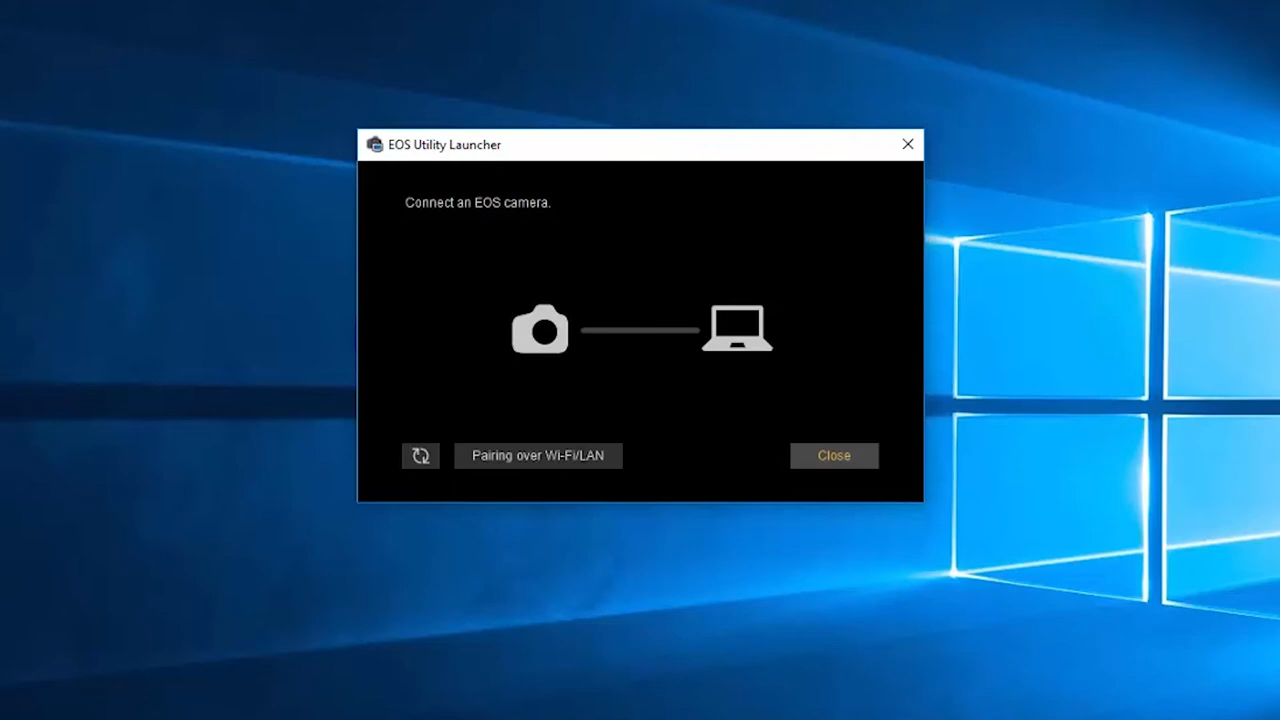 EOS Utility Launcher
Connect an EOS camera.
Pairing over Wi-Fi/LAN
Close